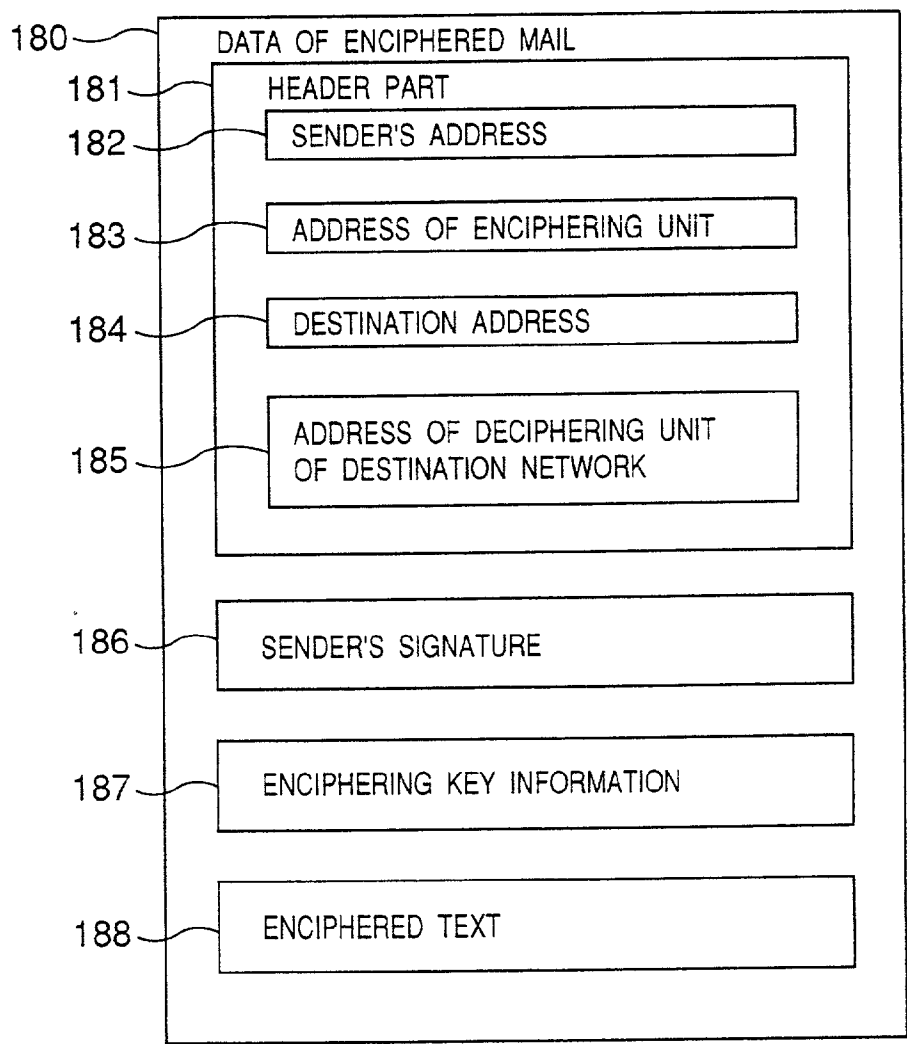 180 DATA OF ENCIPHERED MAIL
181 HEADER PART
182 SENDER'S ADDRESS
183 ADDRESS OF ENCIPHERING UNIT
184 DESTINATION ADDRESS
185 ADDRESS OF DECIPHERING UNIT
OF DESTINATION NETWORK
186 SENDER'S SIGNATURE
187 ENCIPHERING KEY INFORMATION
188 ENCIPHERED TEXT